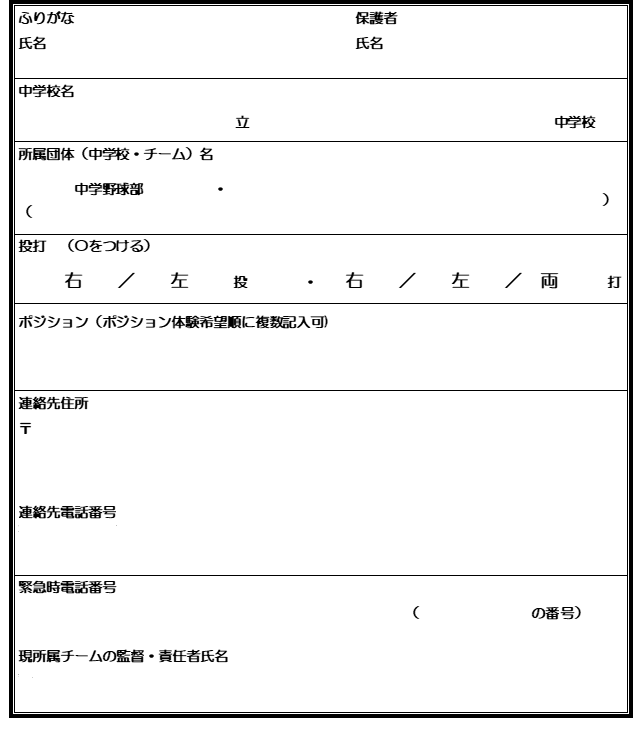 ふりがな 保護者
氏名 氏名
中学校名
立 中学校
所属団体（中学校・チーム）名
中学野球部 ・
（ ）
投打 （〇をつける）
右 ／ 左 投 ・ 右 ／ 左 ／ 両 打
ポジション（ポジション体験希望順に複数記入可）
連絡先住所
〒
連絡先電話番号
緊急時電話番号
（ の番号）
現所属チームの監督・責任者氏名